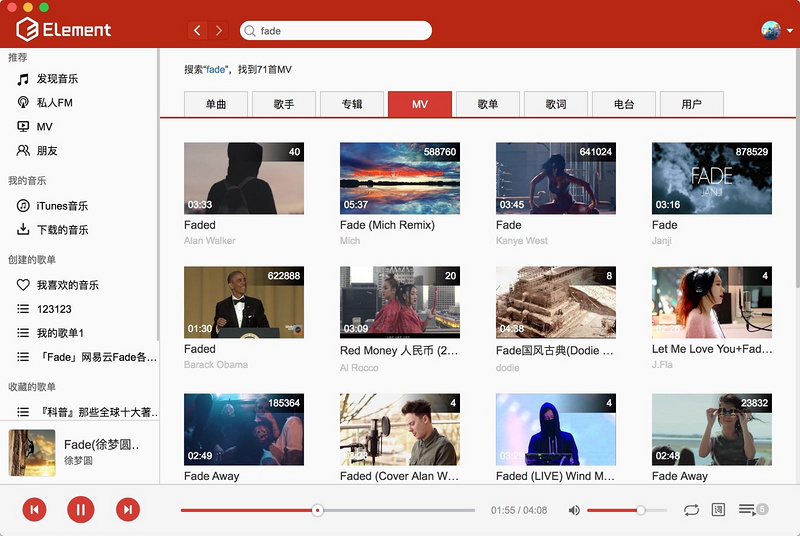 Element
fade
推荐
发现音乐
私人FM
MV
朋友
我的音乐
iTunes音乐
下载的音乐
创建的歌单
我喜欢的音乐
123123
我的歌单1
「Fade」网易云Fade各...
收藏的歌单
『科普』那些全球十大著..
搜索“fade”，找到71首MV
单曲 歌手 专辑 MV 歌单 歌词 电台 用户
40
03:33
Faded
Alan Walker
588760
05:37
Fade (Mich Remix)
Mich
641024
03:45
Fade
Kanye West
878529
FADE
JANJI
03:16
Fade
Janji
622888
01:30
Faded
Barack Obama
20
03:09
Red Money 人民币 (2...
Al Rocco
8
04:38
Fade国风古典(Dodie ...
dodie
4
Let Me Love You+Fad...
J.Fla
185364
02:49
Fade Away
4
Faded (Cover Alan W...
4
Faded (LIVE) Wind M...
23832
02:48
Fade Away
Fade(徐梦圆..
徐梦圆
01:55 / 04:08
词
5